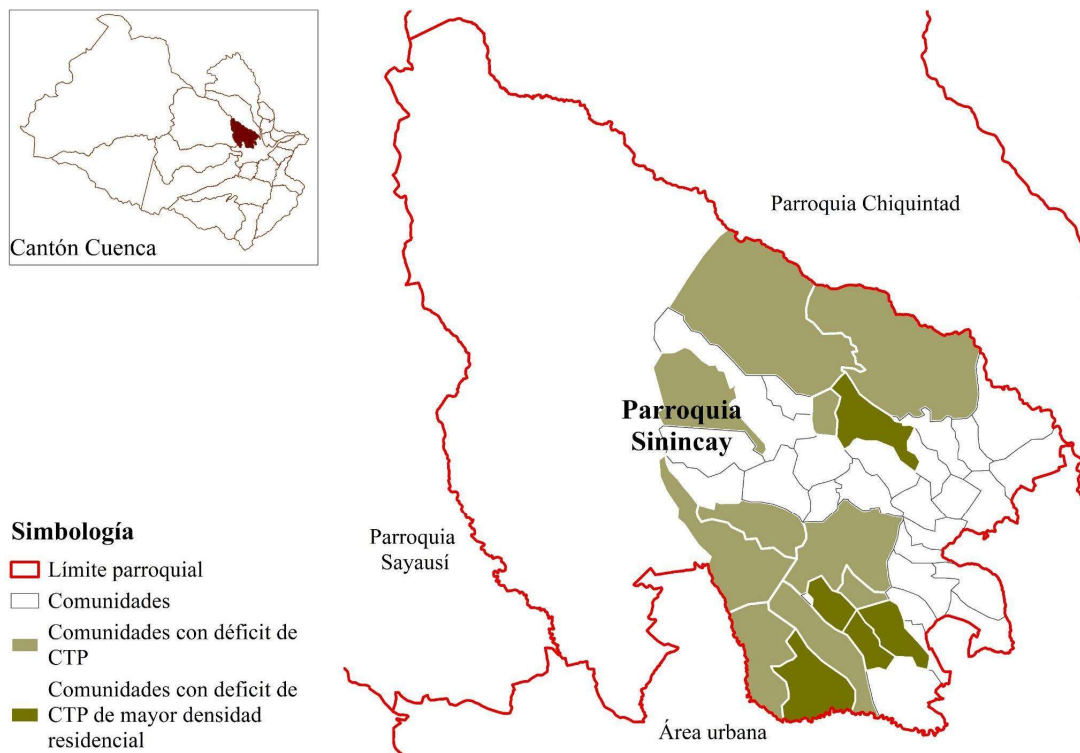 Cantón Cuenca
Parroquia Chiquintad
Parroquia
Sinincay
Parroquia
Sayausí
Área urbana
Simbología
Límite parroquial
Comunidades
Comunidades con déficit de
CTP
Comunidades con deficit de
CTP de mayor densidad
residencial